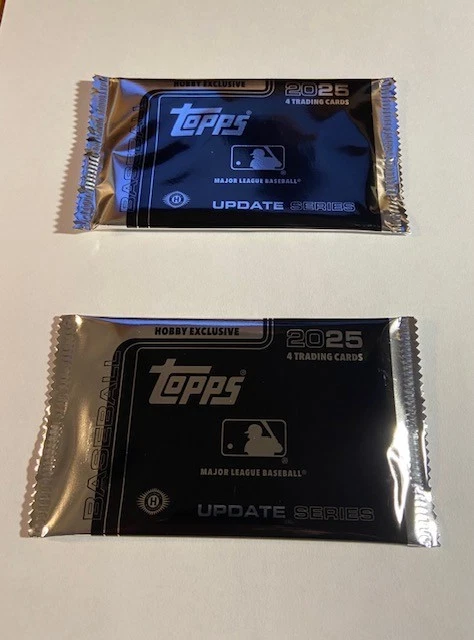 HOBBY EXCLUSIVE
2025
4 TRADING CARDS
Topps®
BASEBALL
MAJOR LEAGUE BASEBALL®
H
UPDATE SERIES
HOBBY EXCLUSIVE
2025
4 TRADING CARDS
Topps®
BASEBALL
MAJOR LEAGUE BASEBALL®
H
UPDATE SERIES